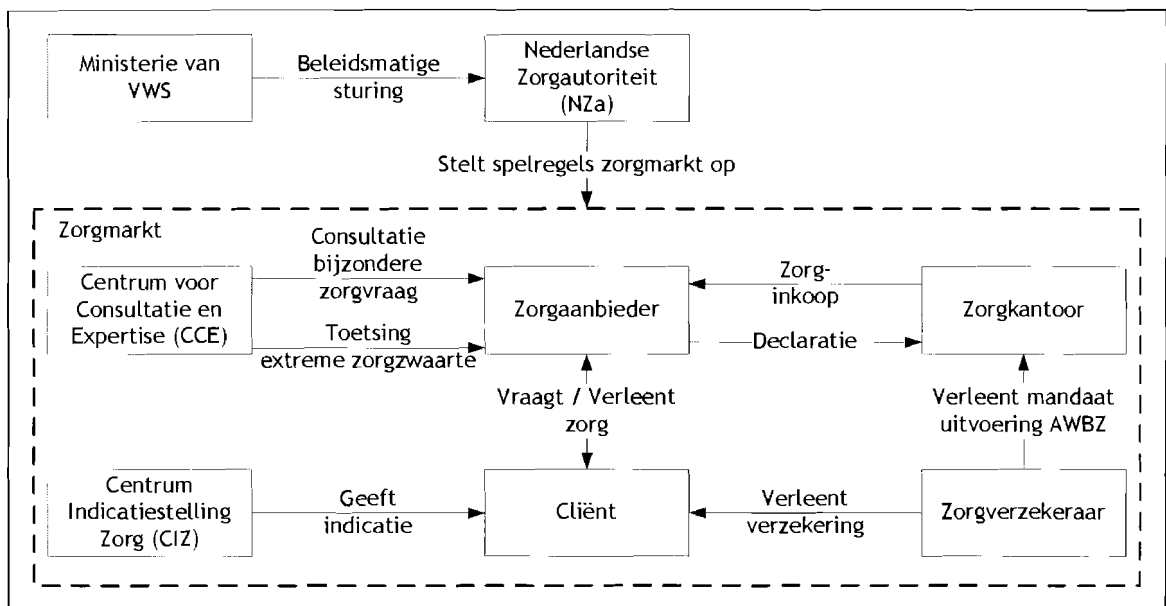 Ministerie van
VWS
Beleidsmatige
sturing
Nederlandse
Zorgautoriteit
(NZa)
Stelt spelregels zorgmarkt op
Zorgmarkt
Centrum voor
Consultatie en
Expertise (CCE)
Consultatie
bijzondere
zorgvraag
Toetsing
extreme zorgzwaarte
Zorgaanbieder
Zorg-
inkoop
Declaratie
Zorgkantoor
Vraagt / Verleent
zorg
Verleent mandaat
uitvoering AWBZ
Centrum
Indicatiestelling
Zorg (CIZ)
Geeft
indicatie
Cliënt
Verleent
verzekering
Zorgverzekeraar